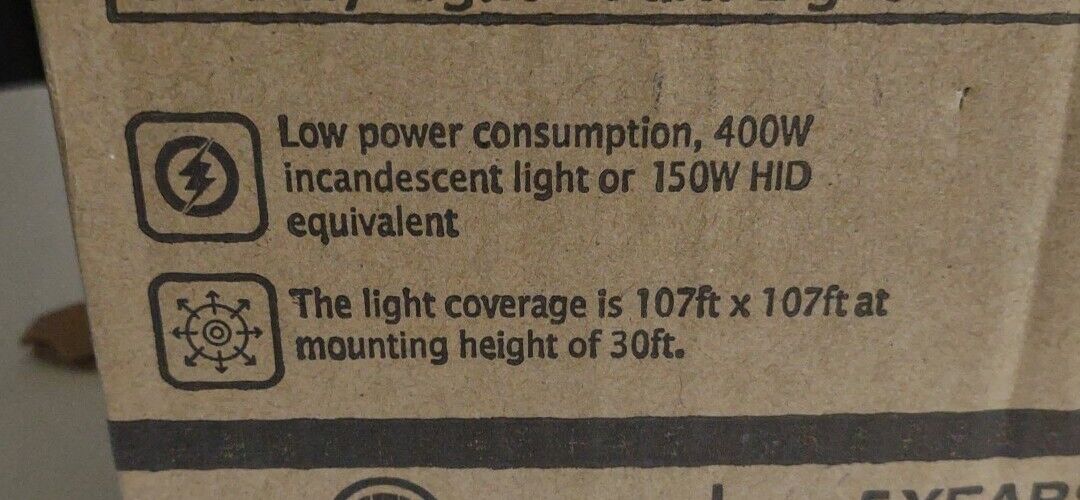 Low power consumption, 400W
incandescent light or 150W HID
equivalent
The light coverage is 107ft x 107ft at
mounting height of 30ft.